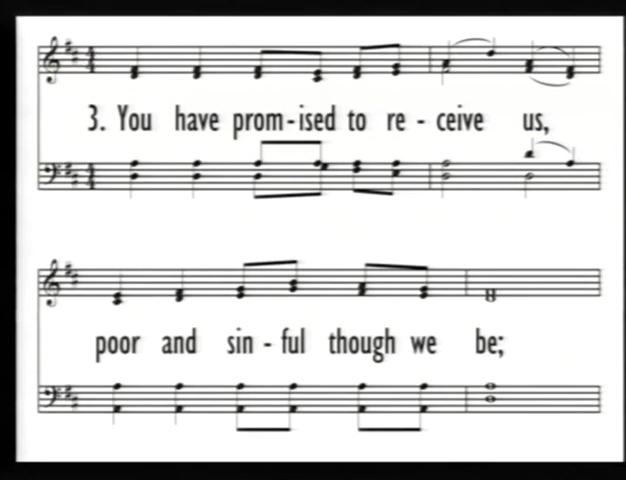 3. You have prom-ised to re - ceive us,
poor and sin - ful though we be;